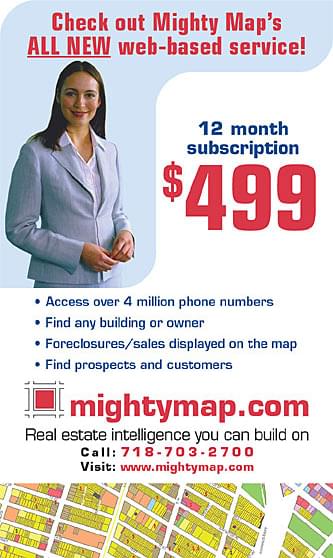 Check out Mighty Map's
ALL NEW web-based service!
12 month
subscription
$499
• Access over 4 million phone numbers
• Find any building or owner
• Foreclosures/sales displayed on the map
• Find prospects and customers
mightymap.com
Real estate intelligence you can build on
Call: 718-703-2700
Visit: www.mightymap.com